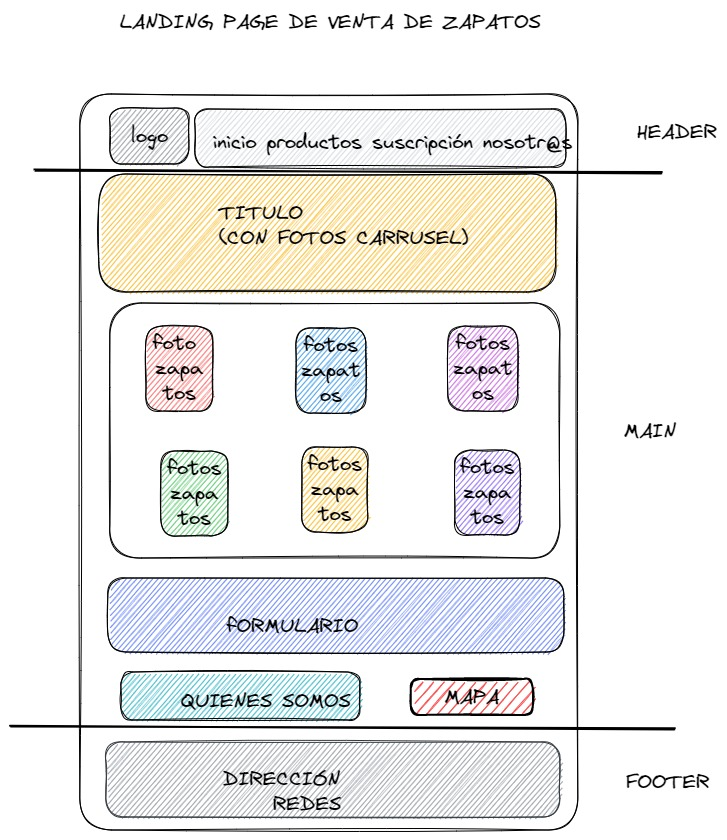 LANDING PAGE DE VENTA DE ZAPATOS
logo
inicio productos suscripción nosotr@s
HEADER
TITULO
(CON FOTOS CARRUSEL)
foto
zapa
tos
fotos
zapat
os
fotos
zapat
os
MAIN
fotos
zapa
tos
fotos
zapa
tos
fotos
zapa
tos
fORMULARIO
QUIENES SOMOS
MAPA
DIRECCIÓN
REDES
FOOTER